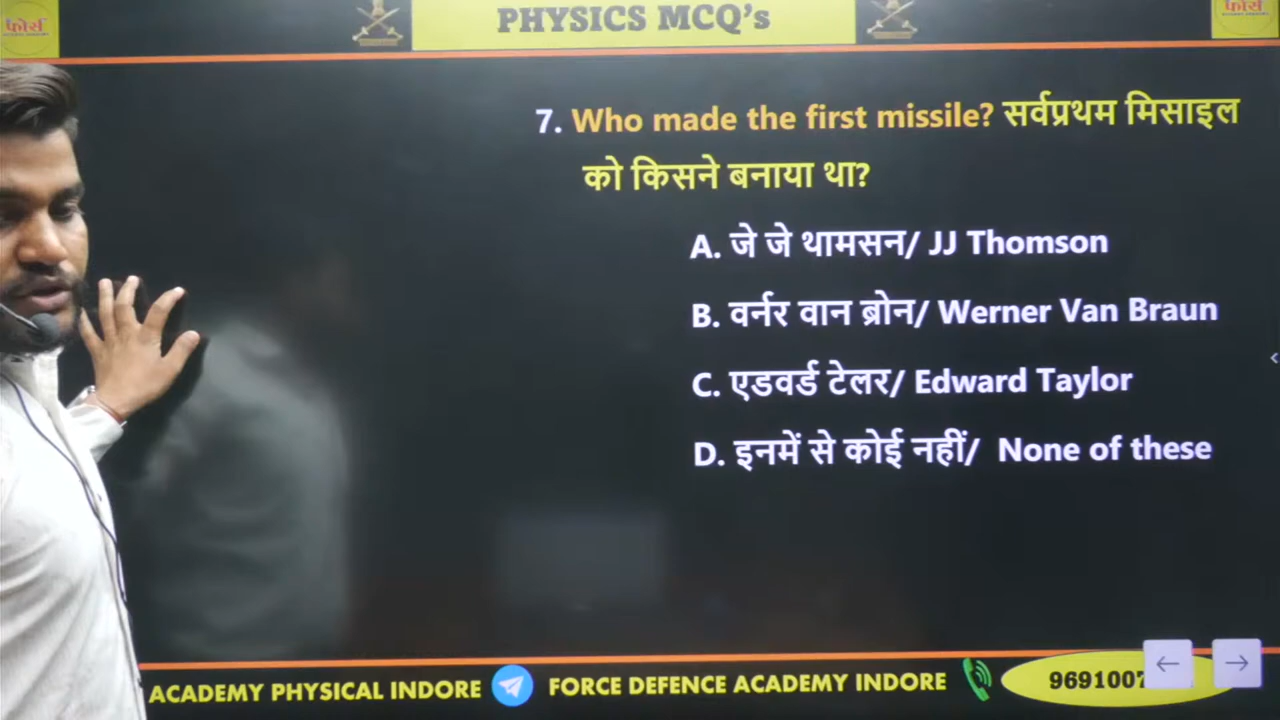 फोर्स
PHYSICS MCQ's
फोर्स
7. Who made the first missile? सर्वप्रथम मिसाइल
को किसने बनाया था?
A. जे जे थामसन/ JJ Thomson
B. वर्नर वान ब्रोन/ Werner Van Braun
C. एडवर्ड टेलर/ Edward Taylor
D. इनमें से कोई नहीं/ None of these
ACADEMY PHYSICAL INDORE FORCE DEFENCE ACADEMY INDORE 9691007